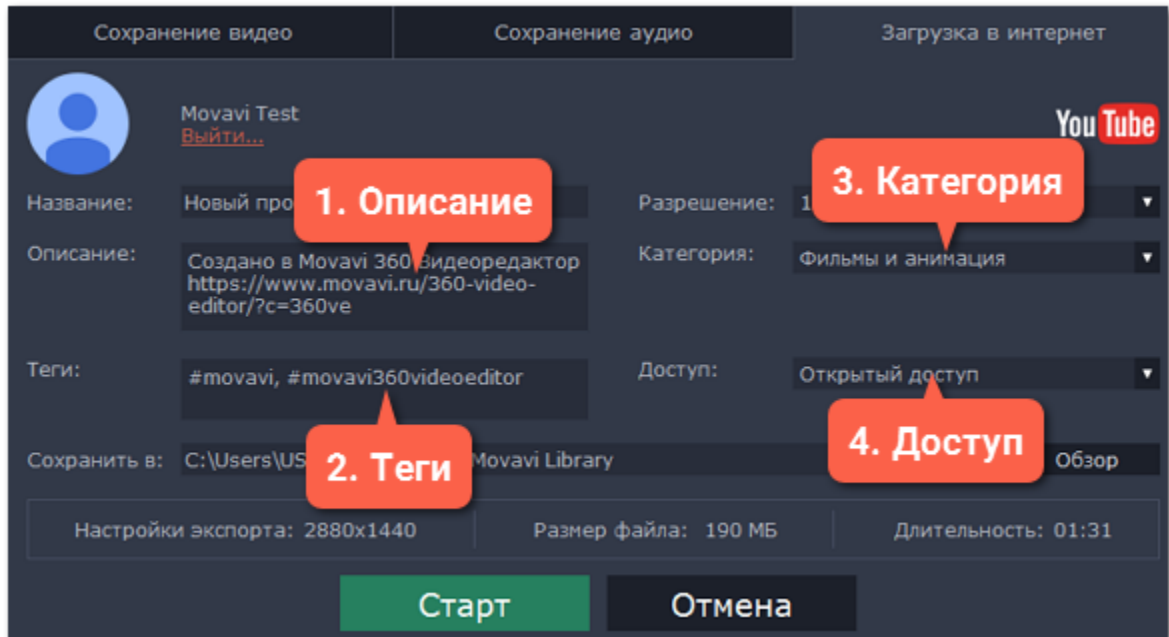 Сохранение видео
Сохранение аудио
Загрузка в интернет
Movavi Test
Выйти...
YouTube
1. Описание
3. Категория
Название: Новый
Разрешение:
Описание:
Создано в Movavi 360 Видеоредактор
https://www.movavi.ru/360-video-
editor/?c=360ve
Категория: Фильмы и анимация
Теги: #movavi, #movavi360videoeditor
Доступ: Открытый доступ
2. Теги
4. Доступ
Сохранить в: C:\Users\US Movavi Library
Обзор
Настройки экспорта: 2880x1440
Размер файла: 190 МБ
Длительность: 01:31
Старт
Отмена